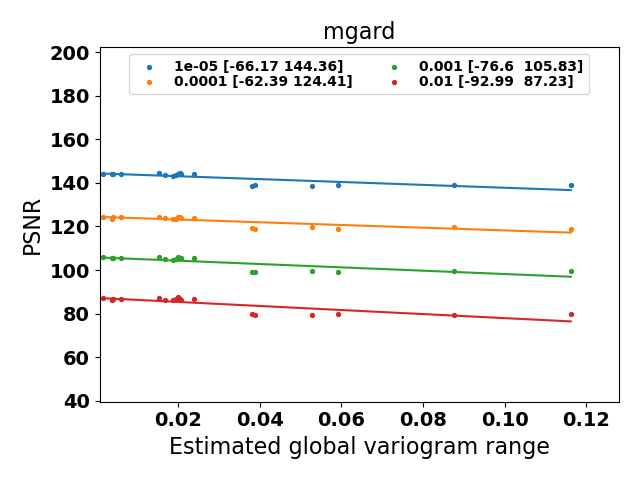 mgard
1e-05 [-66.17 144.36]
0.0001 [-62.39 124.41]
0.001 [-76.6  105.83]
0.01 [-92.99  87.23]
200
180
160
140
120
100
80
60
40
PSNR
0.02 0.04 0.06 0.08 0.10 0.12
Estimated global variogram range